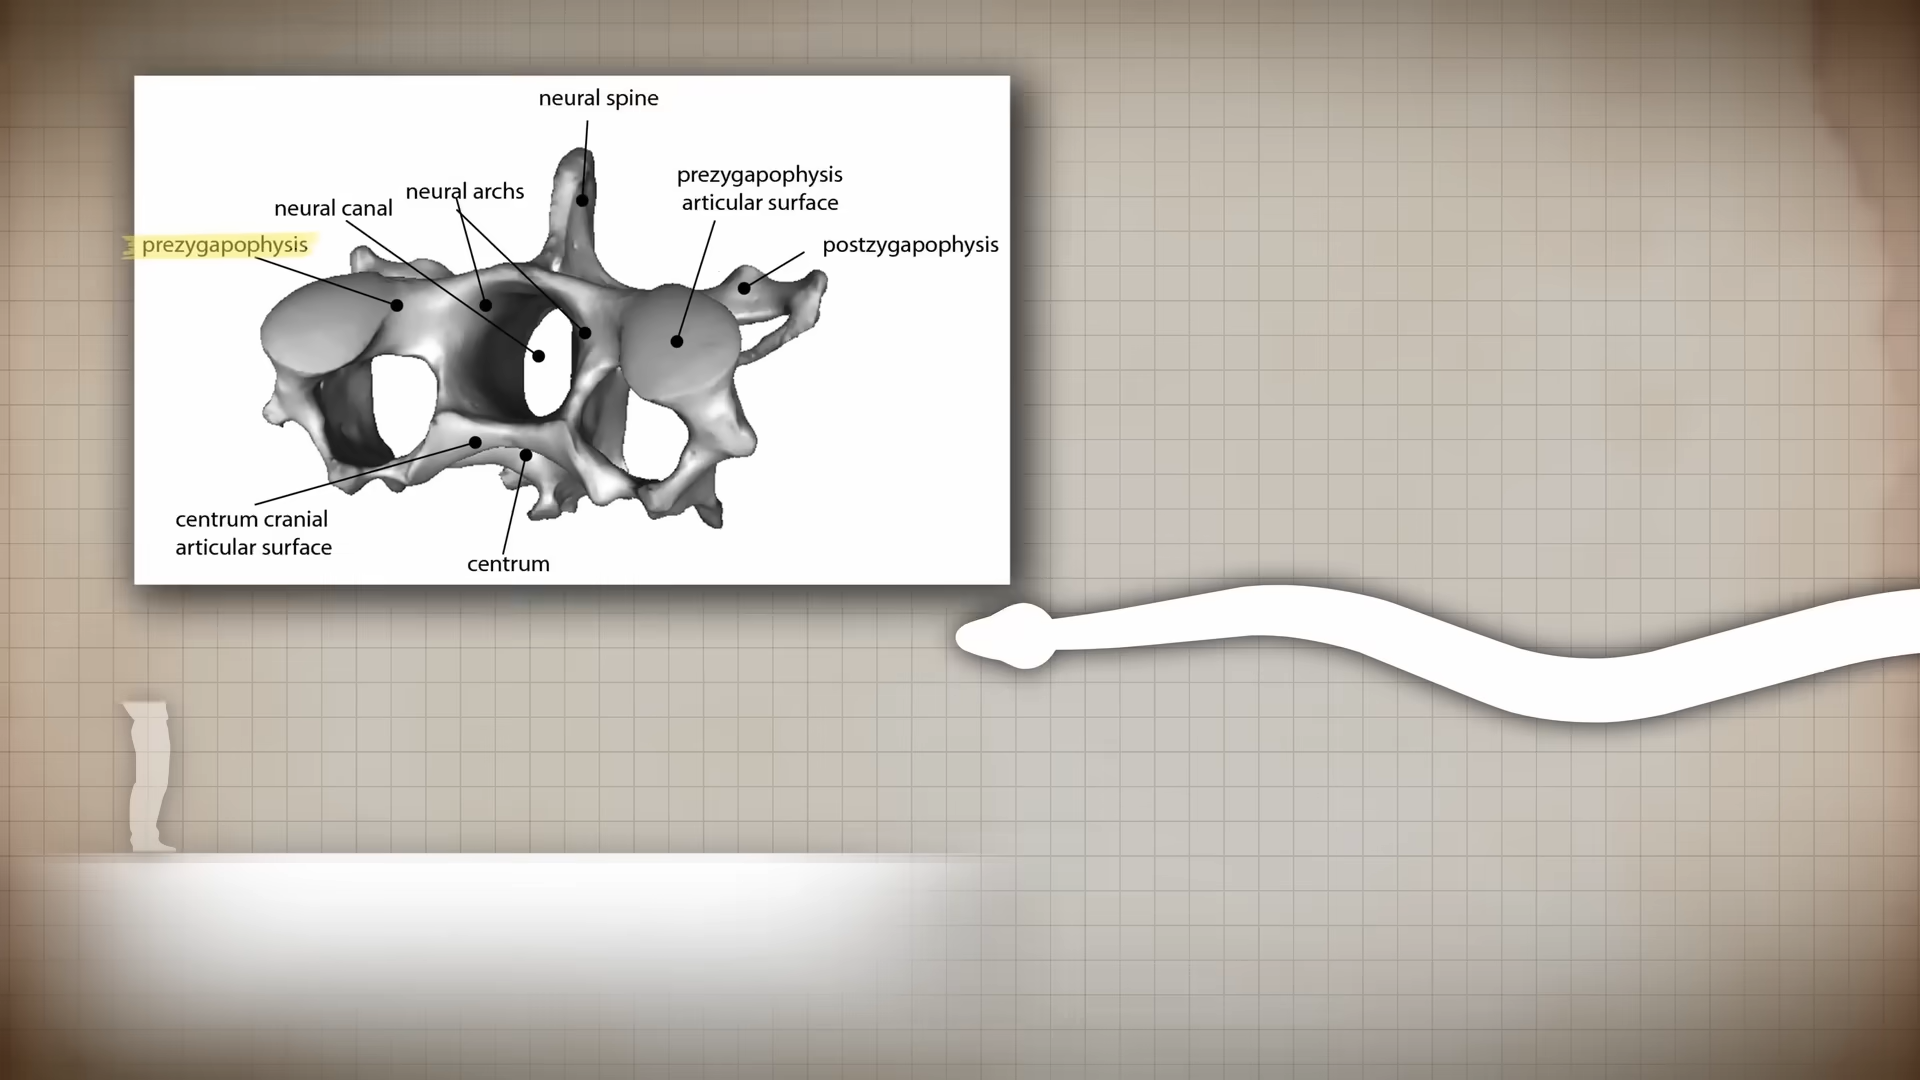 neural spine
prezygapophysis
articular surface
neural archs
neural canal
prezygapophysis
postzygapophysis
centrum cranial
articular surface
centrum